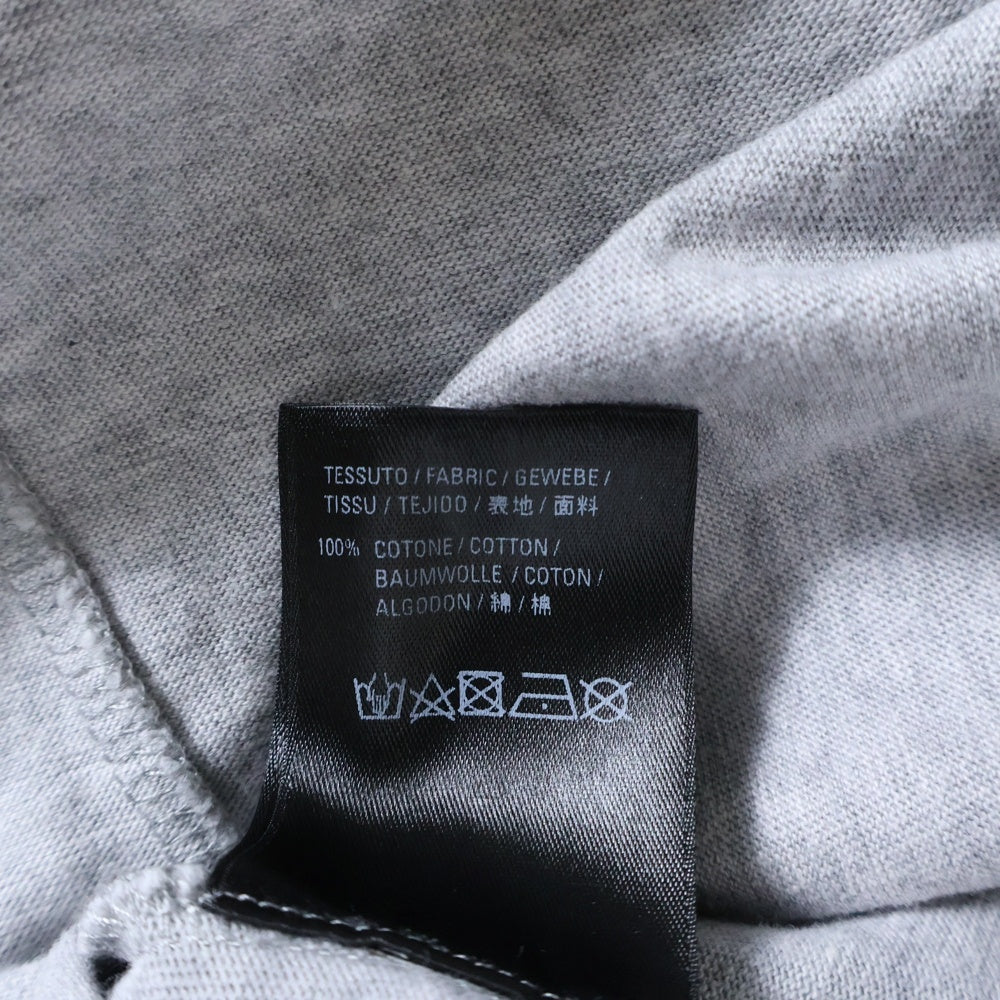 TESSUTO / FABRIC / GEWEBE /
TISSU / TEJIDO / 表地 / 面料
100% COTONE / COTTON /
BAUMWOLLE / COTON /
ALGODON / 綿 / 棉